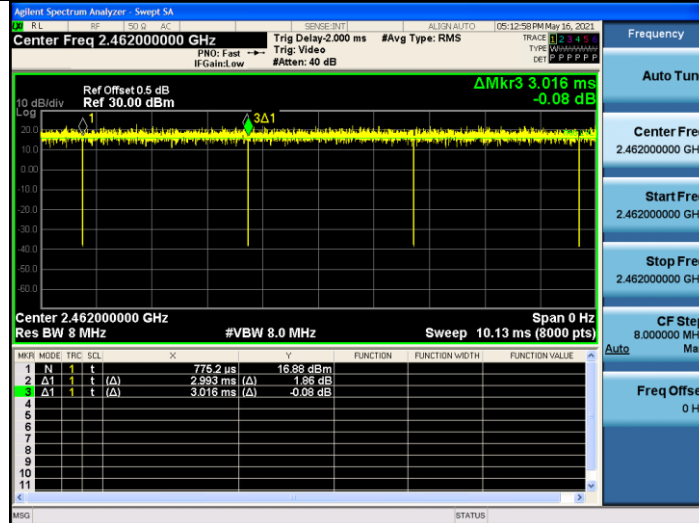 Agilent Spectrum Analyzer - Swept SA
RL RF 50 Ω AC SENSE:INT ALIGN AUTO 05:12:58 PM May 16, 2021
Center Freq 2.462000000 GHz Trig Delay-2.000 ms #Avg Type: RMS TRACE 1 2 3 4 5 6
PNO: Fast Trig: Video TYPE
IFGain:Low #Atten: 40 dB DET P P P P P P
Frequency
Auto Tun
Center Fre
2.462000000 GH
Start Fre
2.462000000 GH
Stop Fre
2.462000000 GH
CF Step
8.000000 MH
Auto Ma
Freq Offse
0 H
ΔMkr3 3.016 ms
-0.08 dB
Ref Offset 0.5 dB
10 dB/div Ref 30.00 dBm
Log
1
3Δ1
20.0
10.0
0.00
-10.0
-20.0
-30.0
-40.0
-50.0
-60.0
Center 2.462000000 GHz Span 0 Hz
Res BW 8 MHz #VBW 8.0 MHz Sweep 10.13 ms (8000 pts)
MKR MODE TRC SCL X Y FUNCTION FUNCTION WIDTH FUNCTION VALUE
1 N 1 t 775.2 µs 16.88 dBm
2 Δ1 1 t (Δ) 2.993 ms (Δ) 1.86 dB
3 Δ1 1 t (Δ) 3.016 ms (Δ) -0.08 dB
4
5
6
7
8
9
10
11
MSG STATUS